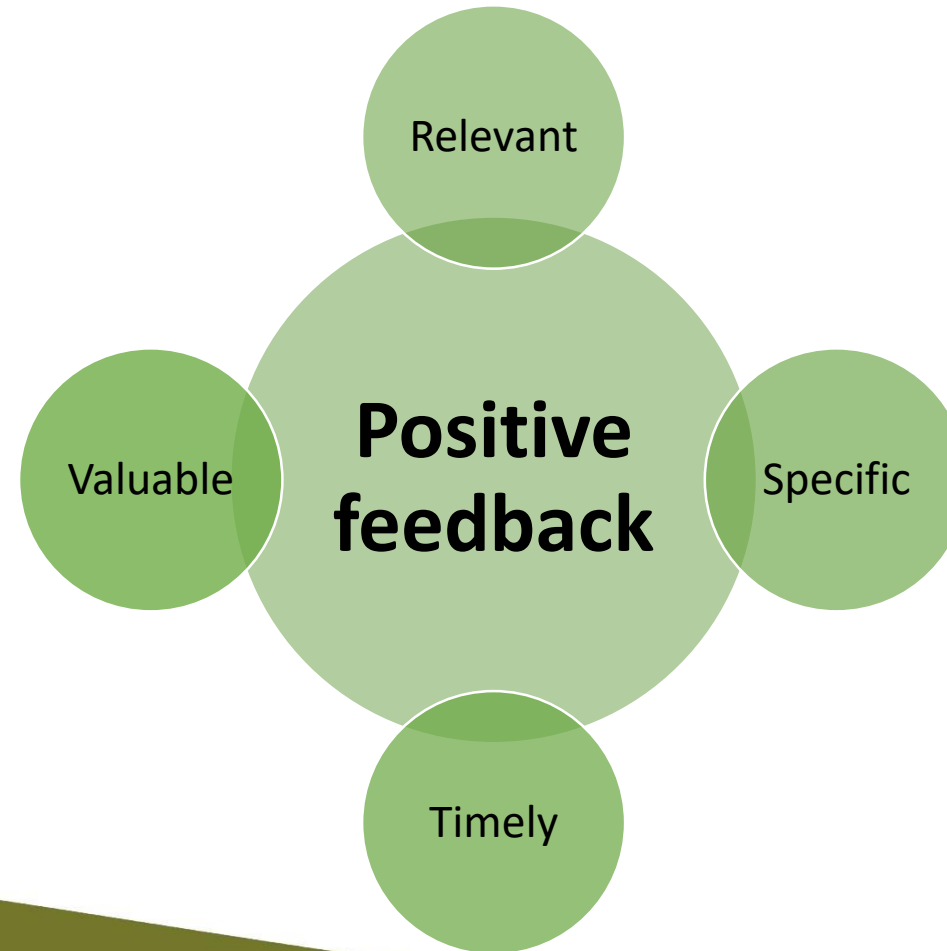 Relevant
Valuable
Positive
feedback
Specific
Timely